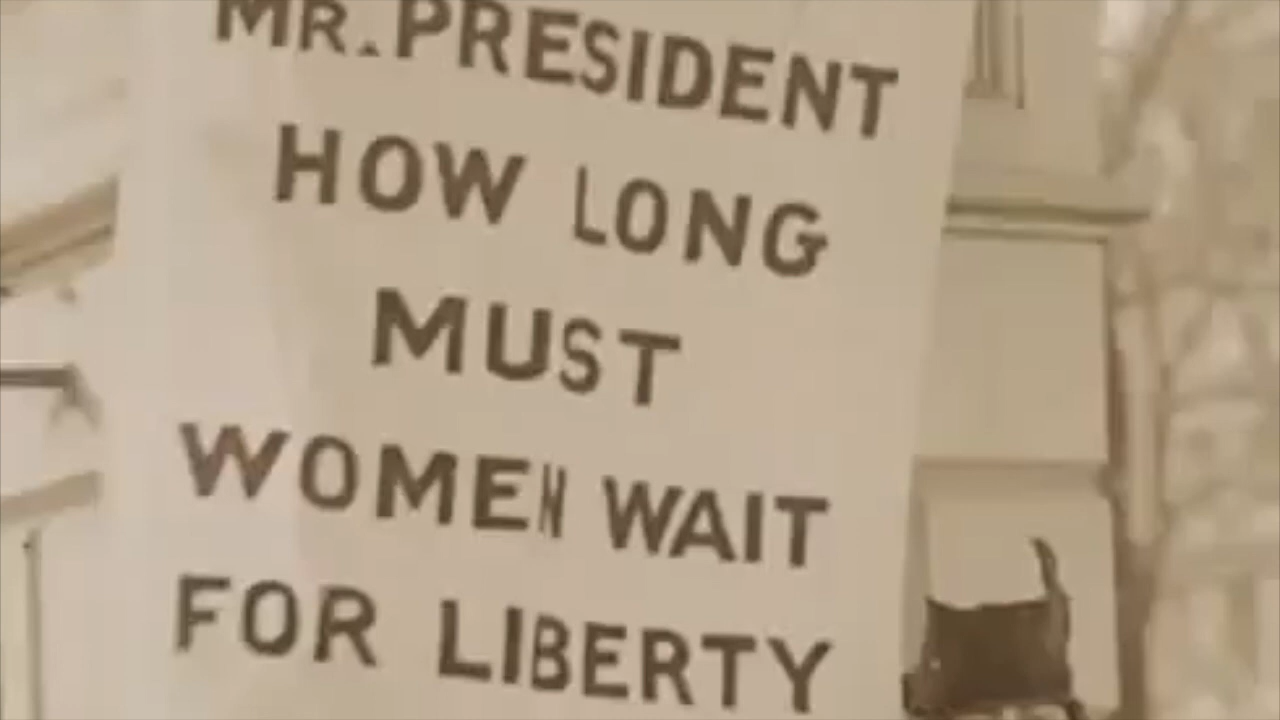 MR. PRESIDENT
HOW LONG
MUST
WOMEN WAIT
FOR LIBERTY